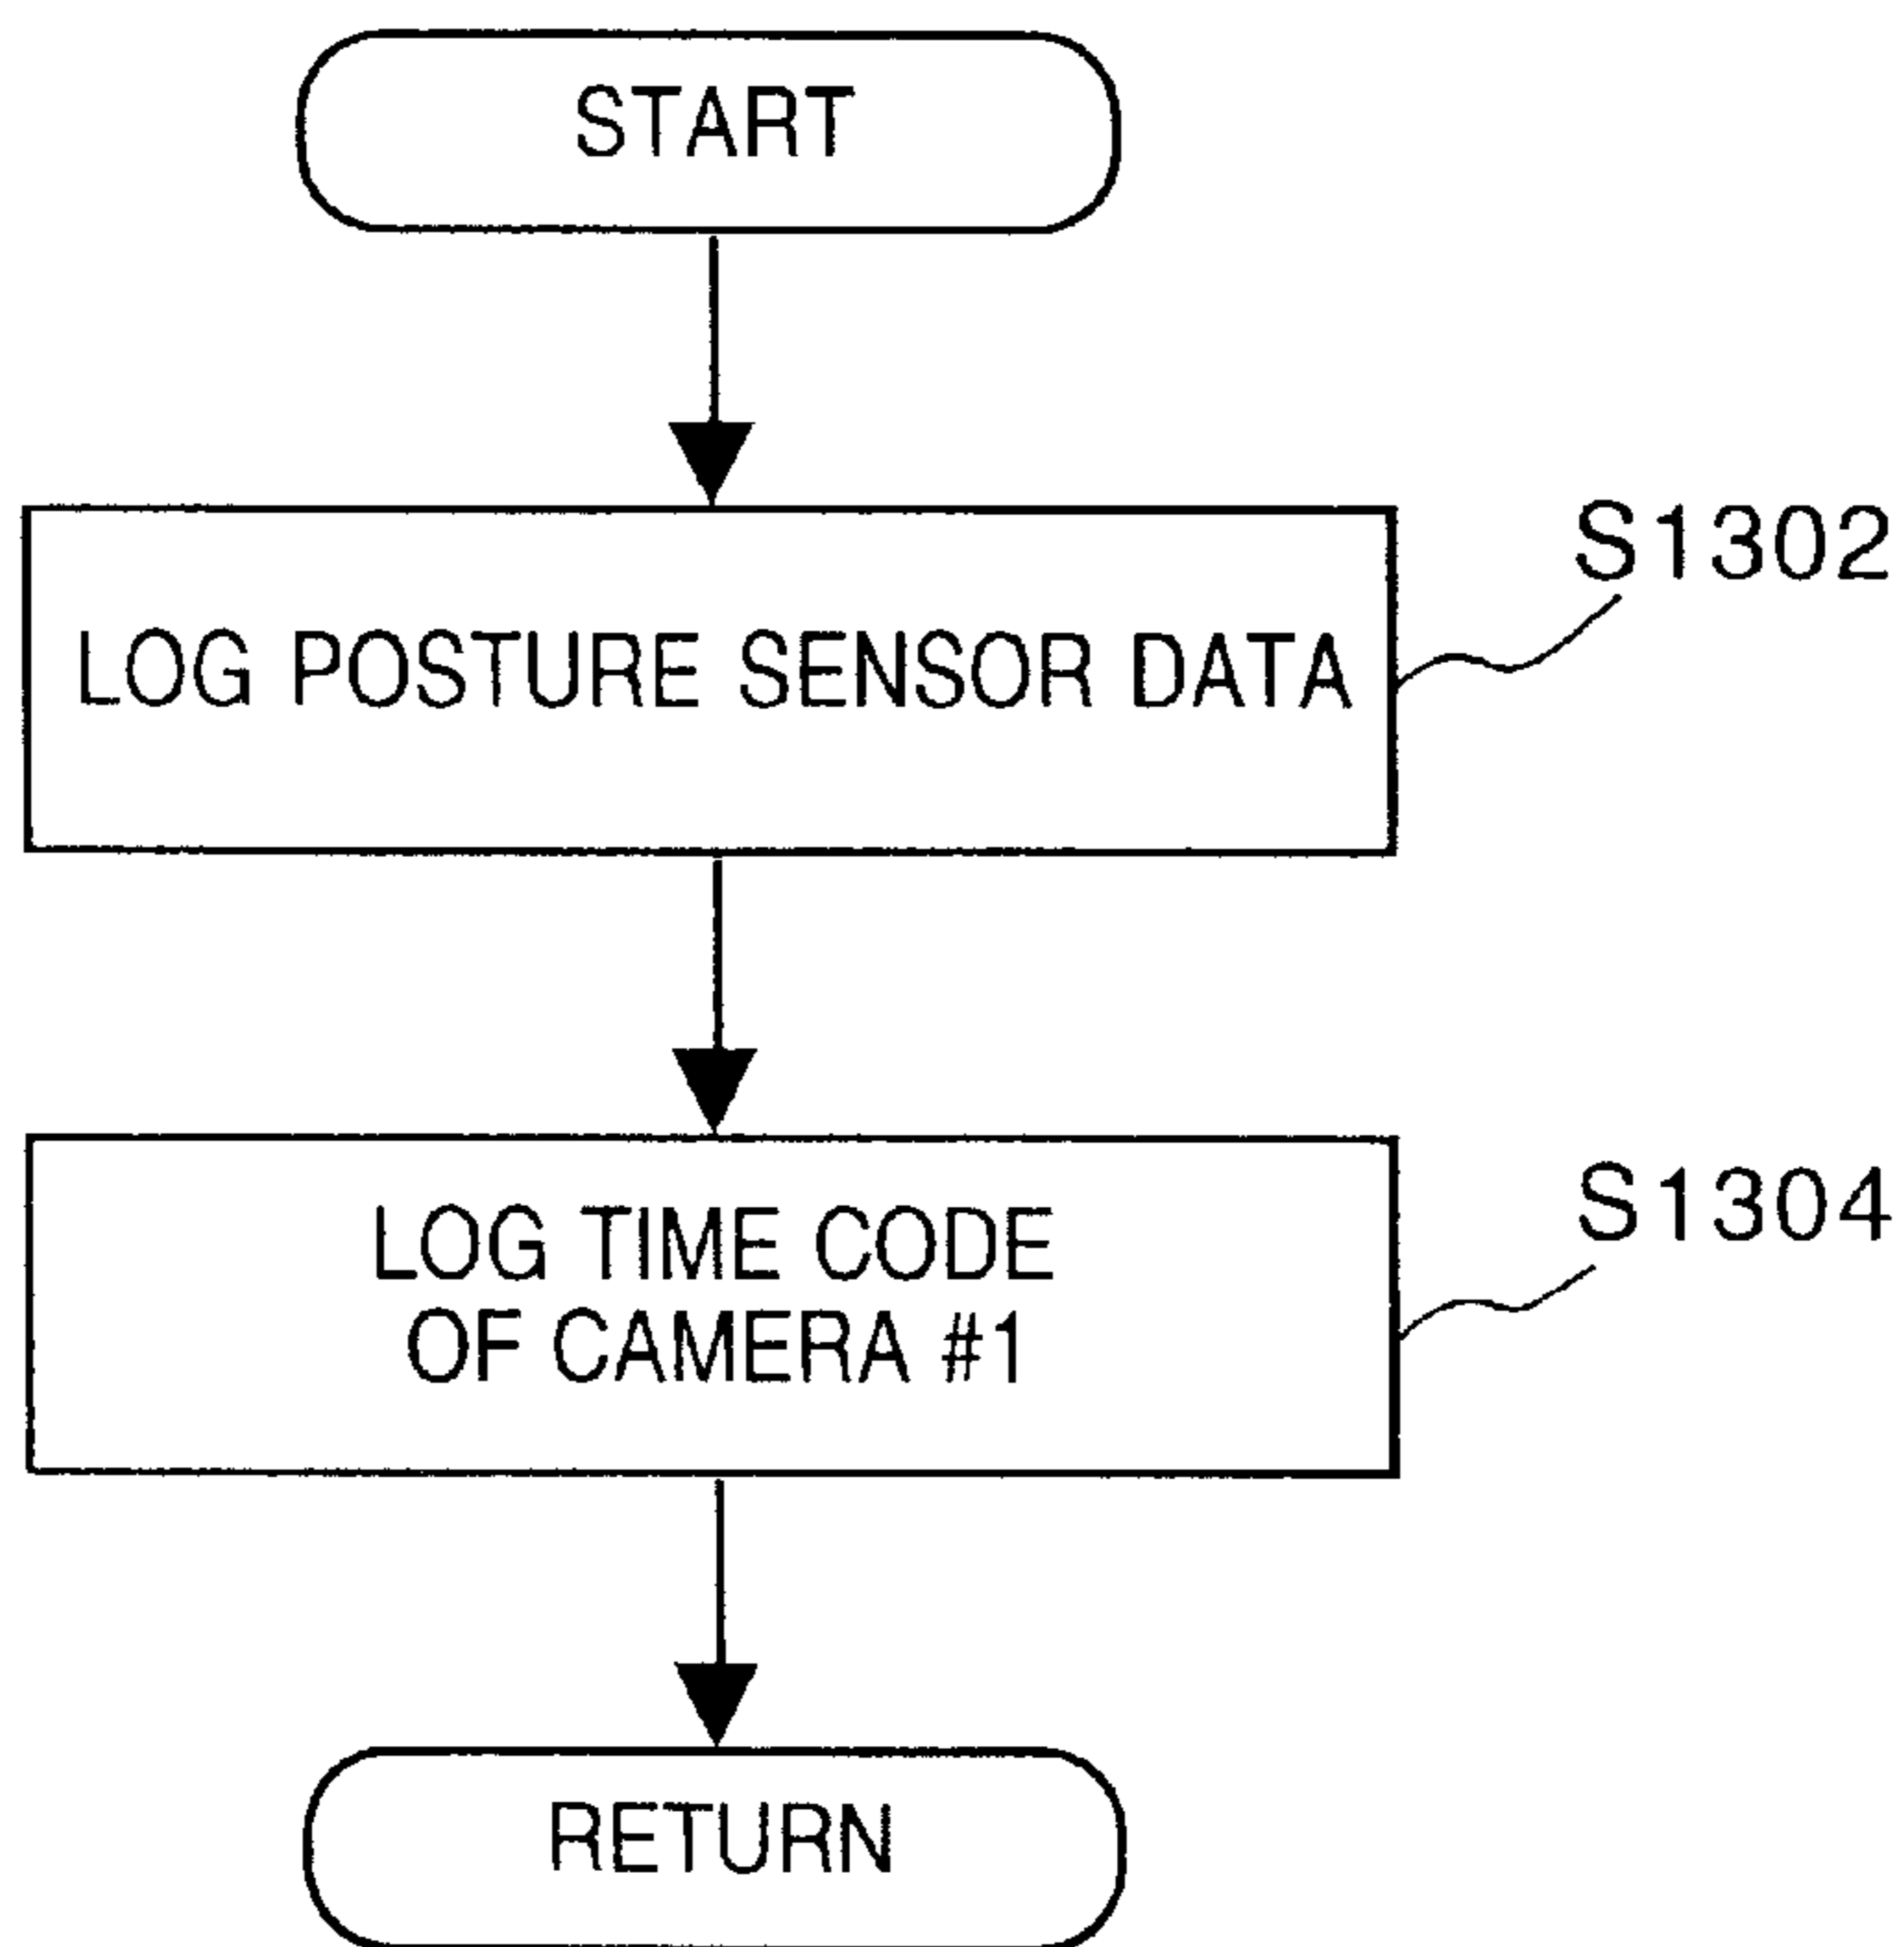 START
LOG POSTURE SENSOR DATA
S1302
LOG TIME CODE
OF CAMERA #1
S1304
RETURN